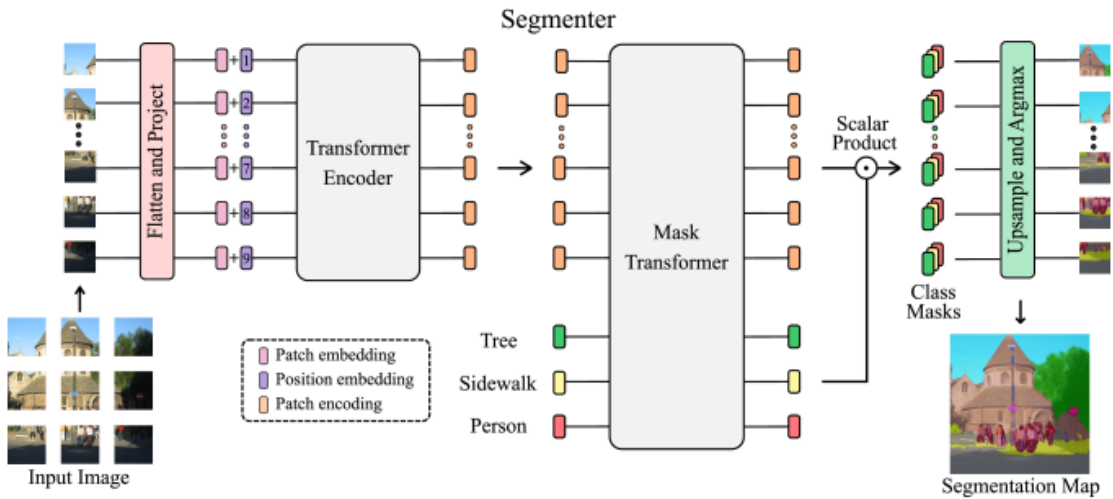 Segmenter
Flatten and Project
+ 1
+ 2
+ 7
+ 8
+ 9
Transformer
Encoder
Mask
Transformer
Scalar
Product
Upsample and Argmax
Class
Masks
Tree
Sidewalk
Person
Patch embedding
Position embedding
Patch encoding
Input Image
Segmentation Map